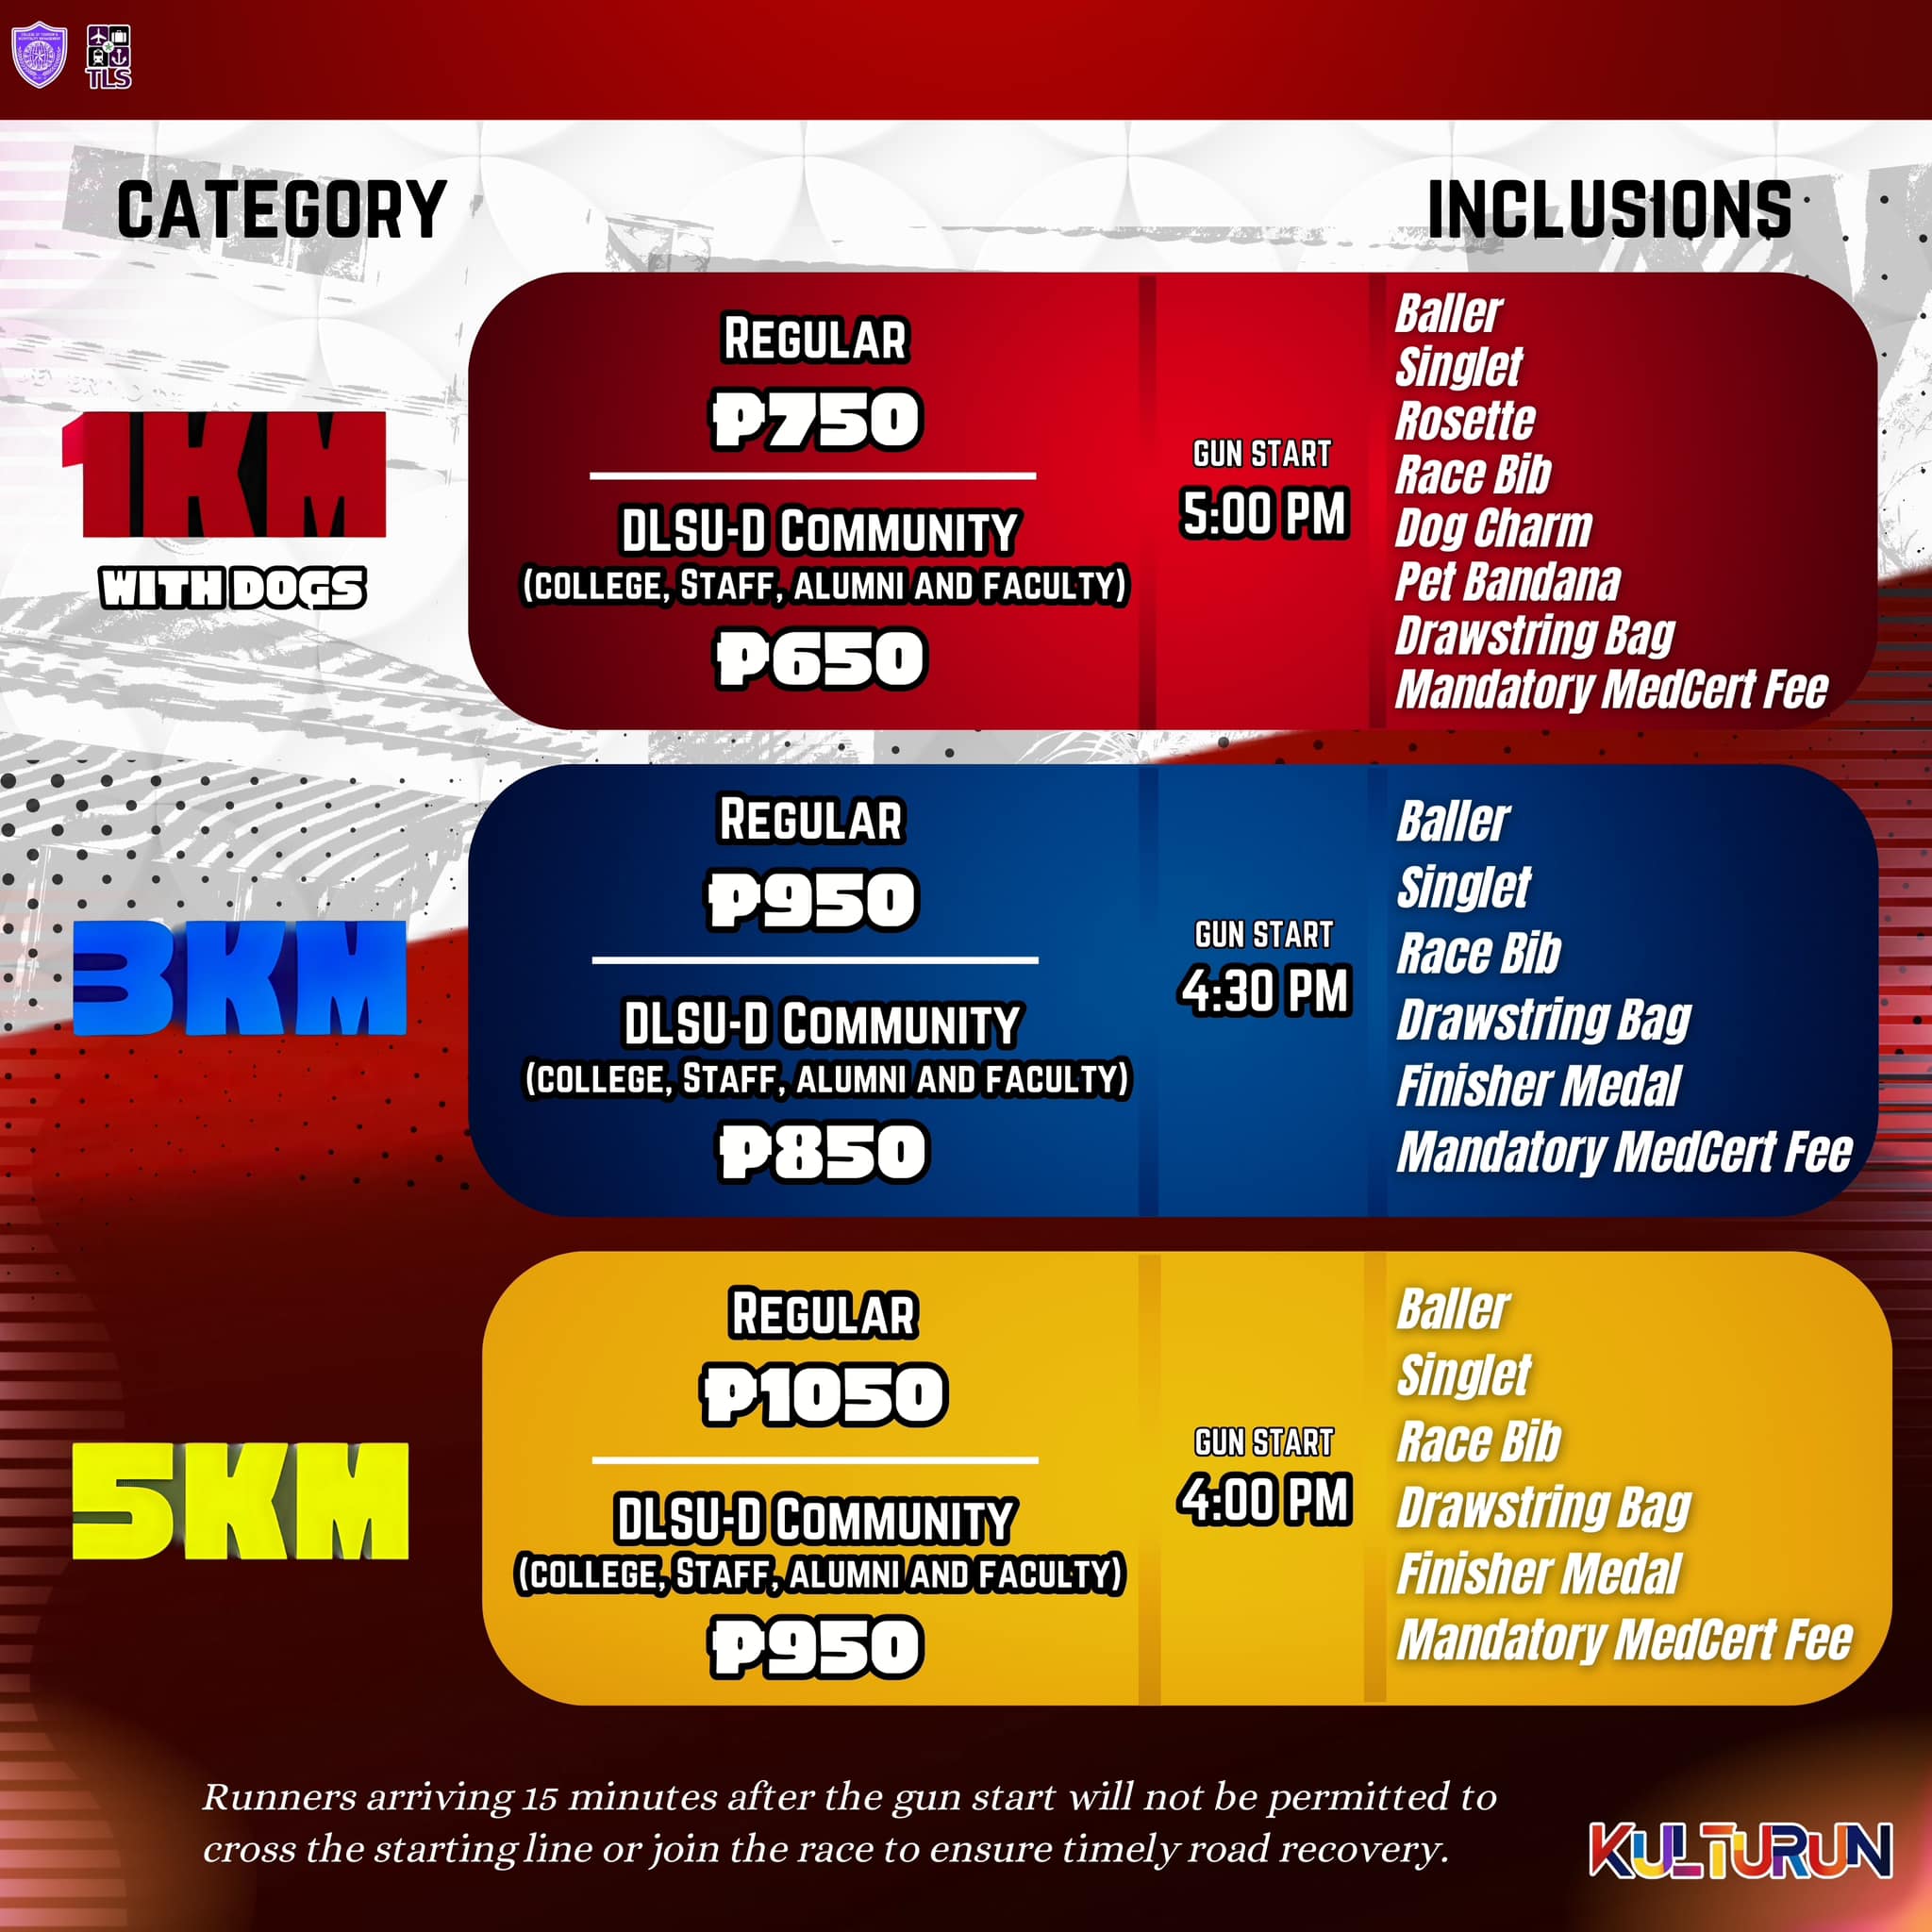 TLS
CATEGORY
INCLUSIONS
1KM
WITH DOGS
REGULAR
₱750
DLSU-D COMMUNITY
(COLLEGE, STAFF, ALUMNI AND FACULTY)
₱650
GUN START
5:00 PM
Baller
Singlet
Rosette
Race Bib
Dog Charm
Pet Bandana
Drawstring Bag
Mandatory MedCert Fee
3KM
REGULAR
₱950
DLSU-D COMMUNITY
(COLLEGE, STAFF, ALUMNI AND FACULTY)
₱850
GUN START
4:30 PM
Baller
Singlet
Race Bib
Drawstring Bag
Finisher Medal
Mandatory MedCert Fee
5KM
REGULAR
₱1050
DLSU-D COMMUNITY
(COLLEGE, STAFF, ALUMNI AND FACULTY)
₱950
GUN START
4:00 PM
Baller
Singlet
Race Bib
Drawstring Bag
Finisher Medal
Mandatory MedCert Fee
Runners arriving 15 minutes after the gun start will not be permitted to
cross the starting line or join the race to ensure timely road recovery.
KULTURUN